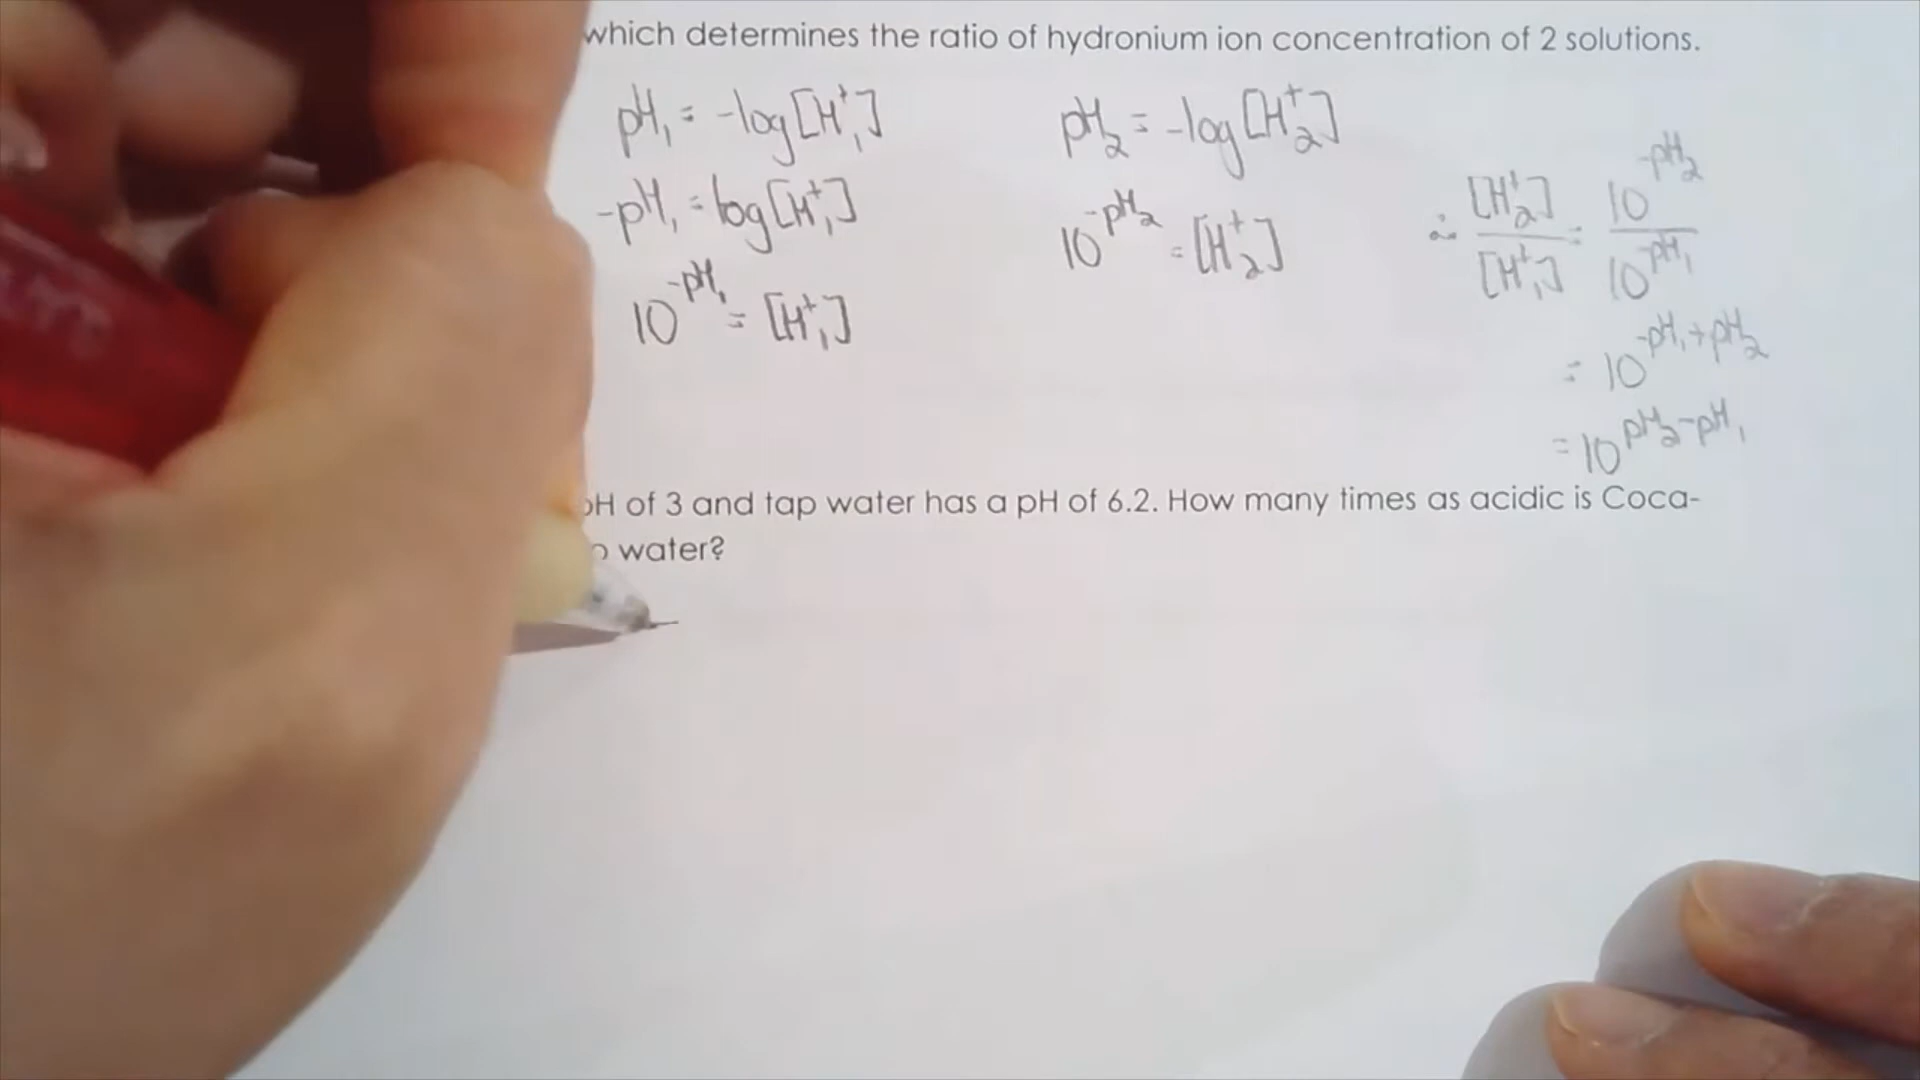 which determines the ratio of hydronium ion concentration of 2 solutions.
pH₁ = -log[H⁺₁]
-pH₁ = log[H⁺₁]
10^-pH₁ = [H⁺₁]
pH₂ = -log[H⁺₂]
10^-pH₂ = [H⁺₂]
∴ [H⁺₂]/[H⁺₁] = 10^-pH₂/10^-pH₁
= 10^-pH₁+pH₂
= 10^pH₂-pH₁
pH of 3 and tap water has a pH of 6.2. How many times as acidic is Coca-
water?